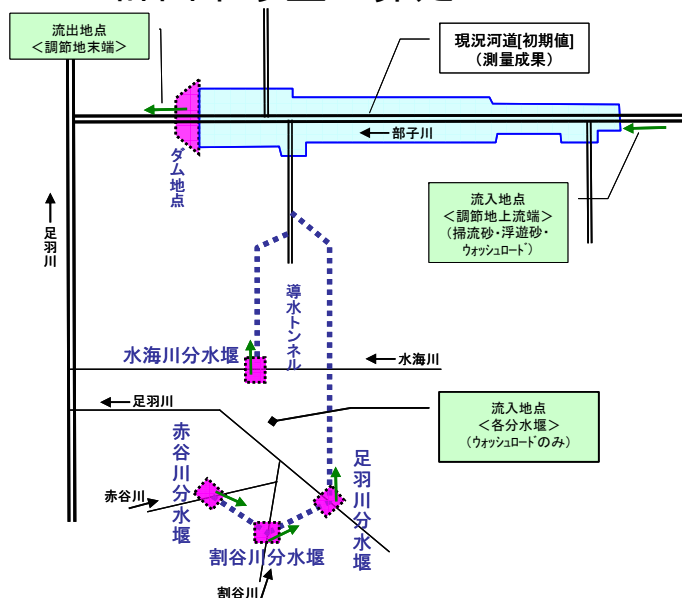 流出地点
<調節地末端>
現況河道[初期値]
(測量成果)
部子川
ダム地点
足羽川
流入地点
<調節地上流端>
(掃流砂・浮遊砂・
ウォッシュロード)
導水トンネル
水海川分水堰
水海川
足羽川
流入地点
<各分水堰>
(ウォッシュロードのみ)
赤谷川分水堰
足羽川分水堰
赤谷川
割谷川分水堰
割谷川